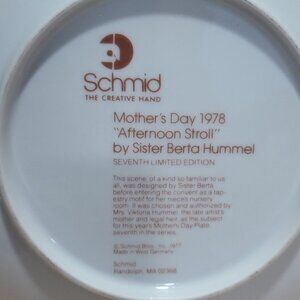 Schmid
THE CREATIVE HAND
Mother's Day 1978
"Afternoon Stroll"
by Sister Berta Hummel
SEVENTH LIMITED EDITION
This scene, of a kind so familiar to us
all, was designed by Sister Berta
before entering the convent as a tap-
estry motif for her nieces nursery
room. It was chosen and authorized by
Mrs. Viktoria Hummel, the late artist's
mother and legal heir, as the subject
for this year's Mother's Day Plate,
seventh in the series.
© Schmid Bros., Inc. 1977
Made in West Germany
Schmid
Randolph, MA 02368